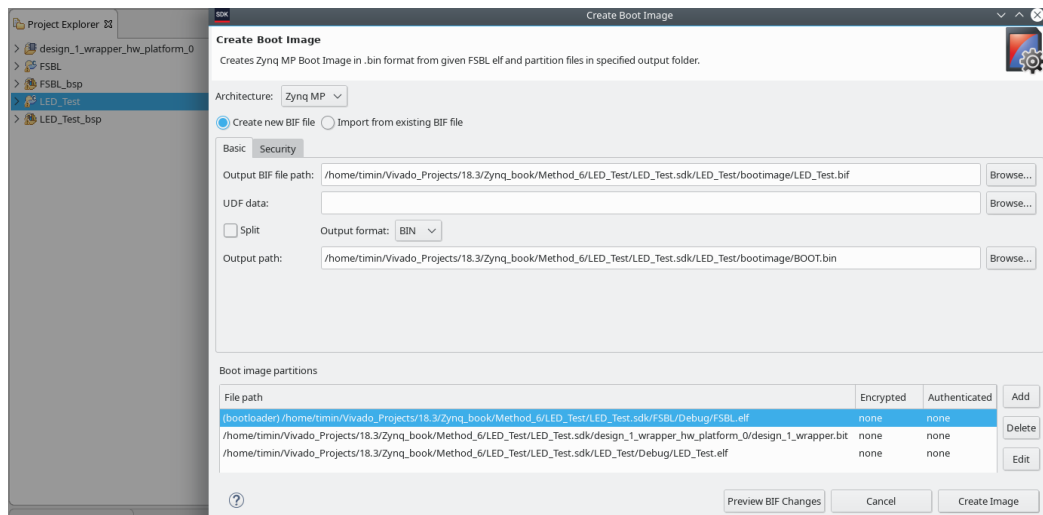 Project Explorer
design_1_wrapper_hw_platform_0
FSBL
FSBL_bsp
LED_Test
LED_Test_bsp
SDK Create Boot Image
Create Boot Image
Creates Zynq MP Boot Image in .bin format from given FSBL elf and partition files in specified output folder.
Architecture: Zynq MP
Create new BIF file Import from existing BIF file
Basic Security
Output BIF file path: /home/timin/Vivado_Projects/18.3/Zynq_book/Method_6/LED_Test/LED_Test.sdk/LED_Test/bootimage/LED_Test.bif Browse...
UDF data: Browse...
Split Output format: BIN
Output path: /home/timin/Vivado_Projects/18.3/Zynq_book/Method_6/LED_Test/LED_Test.sdk/LED_Test/bootimage/BOOT.bin Browse...
Boot image partitions
File path Encrypted Authenticated Add
(bootloader) /home/timin/Vivado_Projects/18.3/Zynq_book/Method_6/LED_Test/LED_Test.sdk/FSBL/Debug/FSBL.elf none none
Delete
/home/timin/Vivado_Projects/18.3/Zynq_book/Method_6/LED_Test/LED_Test.sdk/design_1_wrapper_hw_platform_0/design_1_wrapper.bit none none
/home/timin/Vivado_Projects/18.3/Zynq_book/Method_6/LED_Test/LED_Test.sdk/LED_Test/Debug/LED_Test.elf none none Edit
? Preview BIF Changes Cancel Create Image